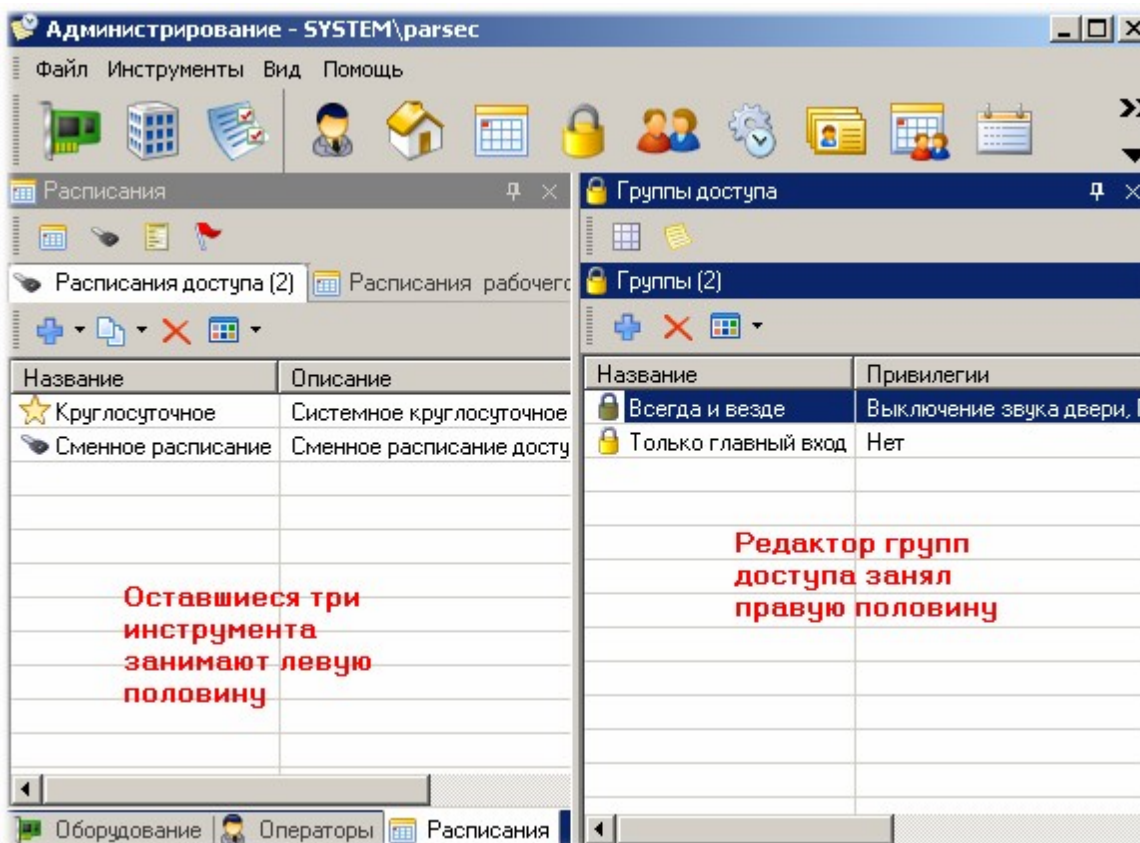 Администрирование - SYSTEM\parsec
Файл Инструменты Вид Помощь
Расписания
Расписания доступа (2) Расписания рабочего
Название Описание
Круглосуточное Системное круглосуточное
Сменное расписание Сменное расписание досту
Оставшиеся три
инструмента
занимают левую
половину
Оборудование Операторы Расписания
Группы доступа
Группы (2)
Название Привилегии
Всегда и везде Выключение звука двери,
Только главный вход Нет
Редактор групп
доступа занял
правую половину